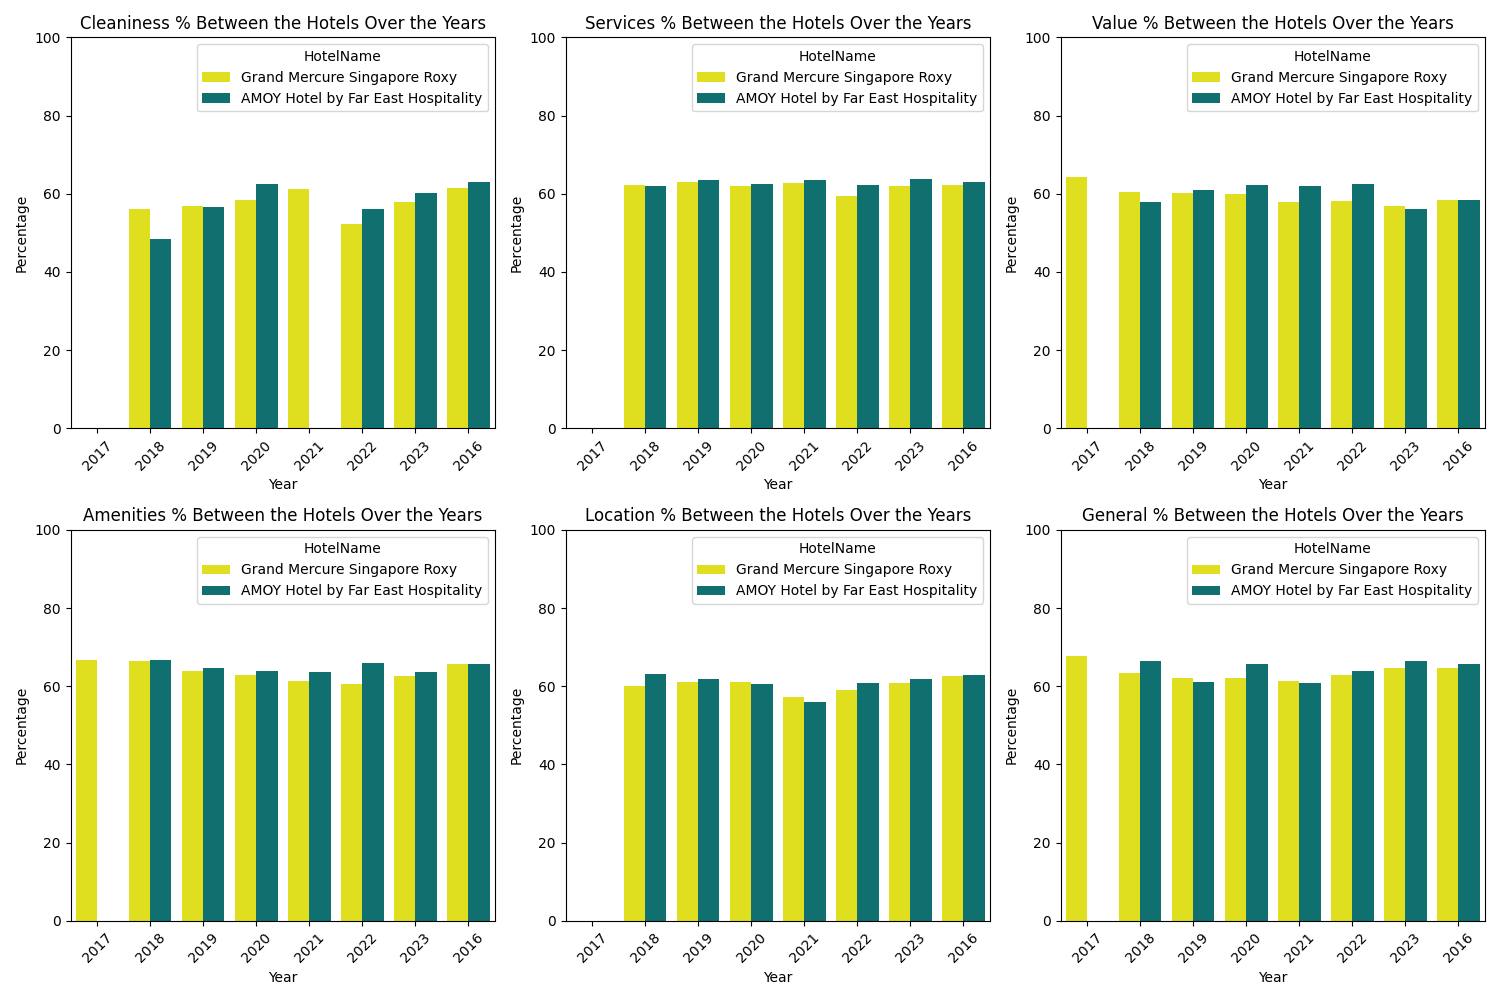 Cleaniness % Between the Hotels Over the Years
HotelName
Grand Mercure Singapore Roxy
AMOY Hotel by Far East Hospitality
100
80
60
40
20
0
Percentage
2017
2018
2019
2020
2021
2022
2023
2016
Year
Services % Between the Hotels Over the Years
HotelName
Grand Mercure Singapore Roxy
AMOY Hotel by Far East Hospitality
100
80
60
40
20
0
Percentage
2017
2018
2019
2020
2021
2022
2023
2016
Year
Value % Between the Hotels Over the Years
HotelName
Grand Mercure Singapore Roxy
AMOY Hotel by Far East Hospitality
100
80
60
40
20
0
Percentage
2017
2018
2019
2020
2021
2022
2023
2016
Year
Amenities % Between the Hotels Over the Years
HotelName
Grand Mercure Singapore Roxy
AMOY Hotel by Far East Hospitality
100
80
60
40
20
0
Percentage
2017
2018
2019
2020
2021
2022
2023
2016
Year
Location % Between the Hotels Over the Years
HotelName
Grand Mercure Singapore Roxy
AMOY Hotel by Far East Hospitality
100
80
60
40
20
0
Percentage
2017
2018
2019
2020
2021
2022
2023
2016
Year
General % Between the Hotels Over the Years
HotelName
Grand Mercure Singapore Roxy
AMOY Hotel by Far East Hospitality
100
80
60
40
20
0
Percentage
2017
2018
2019
2020
2021
2022
2023
2016
Year